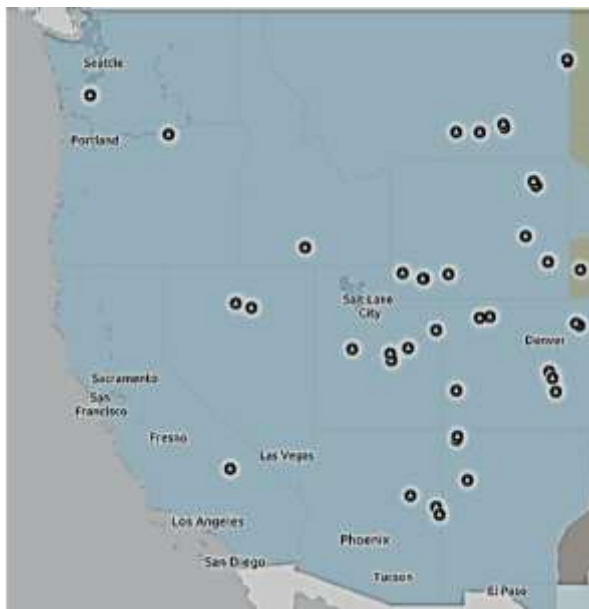 Seattle
Portland
Salt Lake
City
Denver
Sacramento
San
Francisco
Fresno
Las Vegas
Los Angeles
Phoenix
San Diego
Tucson
El Paso